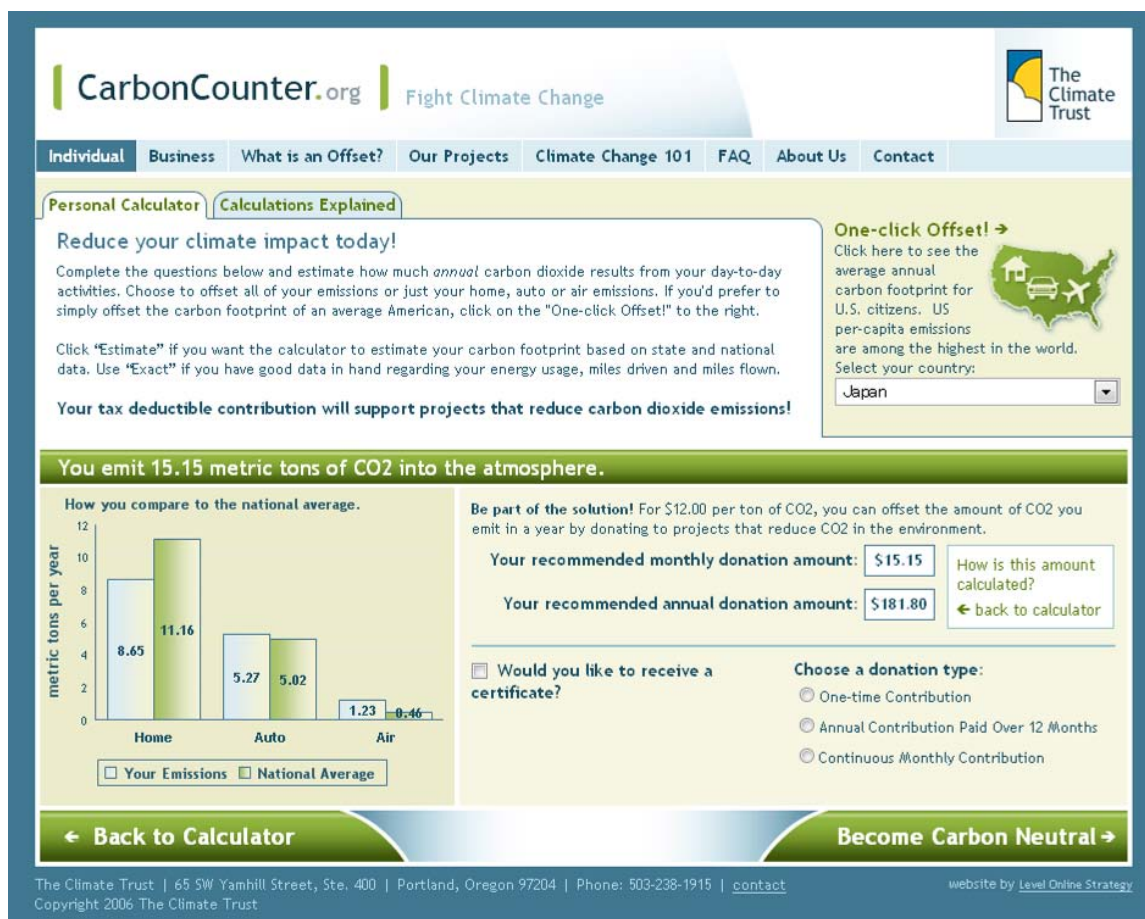 CarbonCounter.org
Fight Climate Change
The
Climate
Trust
Individual Business What is an Offset? Our Projects Climate Change 101 FAQ About Us Contact
Personal Calculator Calculations Explained
Reduce your climate impact today!
Complete the questions below and estimate how much annual carbon dioxide results from your day-to-day
activities. Choose to offset all of your emissions or just your home, auto or air emissions. If you'd prefer to
simply offset the carbon footprint of an average American, click on the "One-click Offset!" to the right.
Click “Estimate” if you want the calculator to estimate your carbon footprint based on state and national
data. Use “Exact” if you have good data in hand regarding your energy usage, miles driven and miles flown.
Your tax deductible contribution will support projects that reduce carbon dioxide emissions!
One-click Offset! →
Click here to see the
average annual
carbon footprint for
U.S. citizens. US
per-capita emissions
are among the highest in the world.
Select your country:
Japan
You emit 15.15 metric tons of CO2 into the atmosphere.
How you compare to the national average.
metric tons per year
12
10
8
6
4
2
0
8.65
11.16
5.27
5.02
1.23
0.46
Home Auto Air
Your Emissions National Average
Be part of the solution! For $12.00 per ton of CO2, you can offset the amount of CO2 you
emit in a year by donating to projects that reduce CO2 in the environment.
Your recommended monthly donation amount: $15.15
Your recommended annual donation amount: $181.80
How is this amount
calculated?
← back to calculator
Would you like to receive a
certificate?
Choose a donation type:
One-time Contribution
Annual Contribution Paid Over 12 Months
Continuous Monthly Contribution
← Back to Calculator
Become Carbon Neutral →
The Climate Trust | 65 SW Yamhill Street, Ste. 400 | Portland, Oregon 97204 | Phone: 503-238-1915 | contact
Copyright 2006 The Climate Trust
website by Level Online Strategy